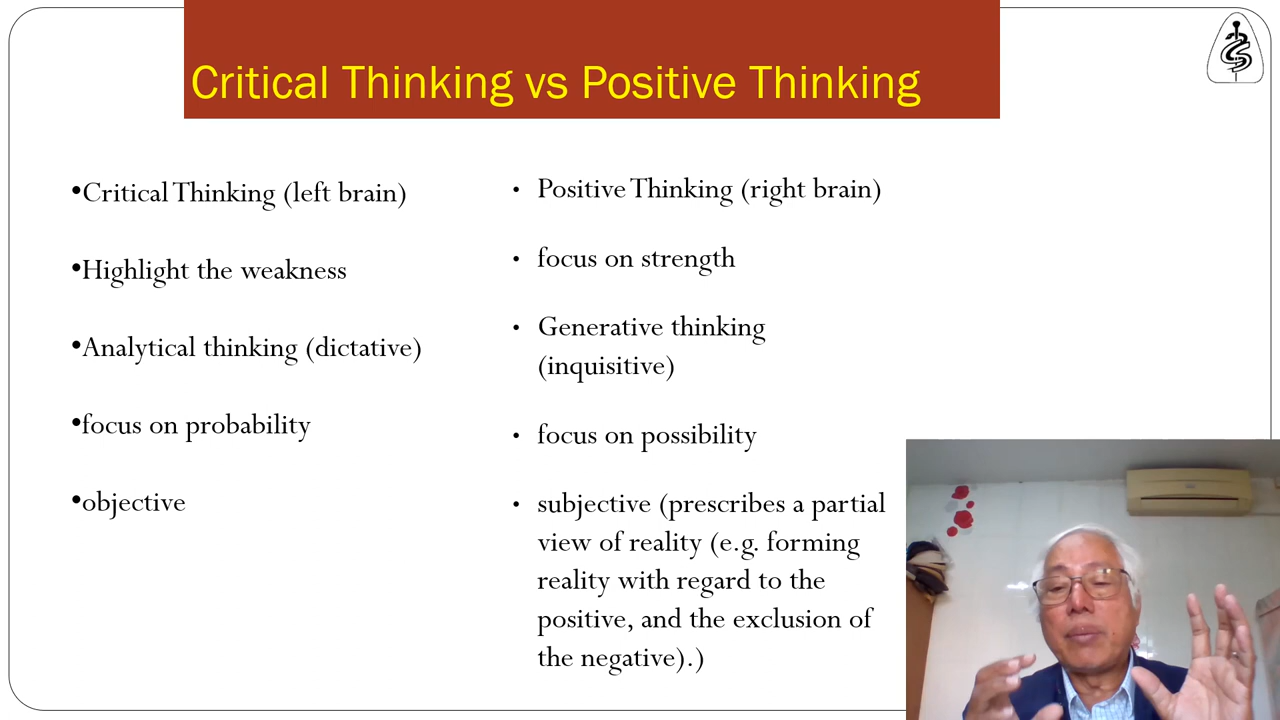 Critical Thinking vs Positive Thinking
•Critical Thinking (left brain)
•Highlight the weakness
•Analytical thinking (dictative)
•focus on probability
•objective
• Positive Thinking (right brain)
• focus on strength
• Generative thinking
(inquisitive)
• focus on possibility
• subjective (prescribes a partial
view of reality (e.g. forming
reality with regard to the
positive, and the exclusion of
the negative).)